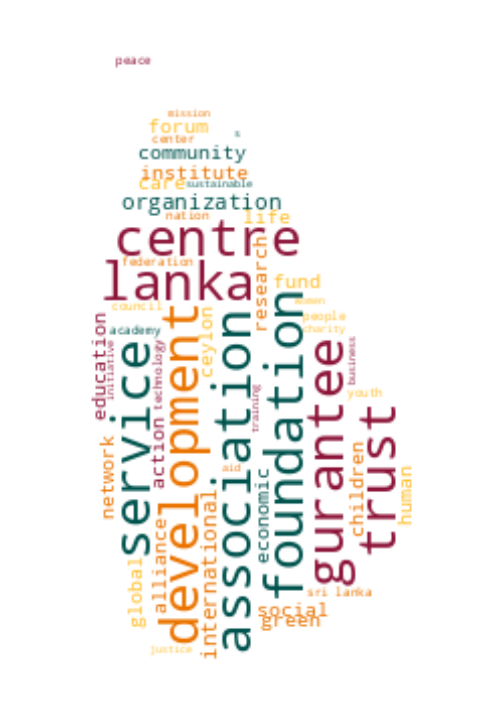 peace
mission
forum
s
center
community
institute
care
sustainable
organization
nation
life
centre
research
federation
lanka
fund
women
council
ceylon
people
charity
education
academy
initiative
technology
service
development
association
foundation
gurantee
business
youth
training
trust
action
network
aid
economic
children
human
international
alliance
global
sri lanka
social
green
justice